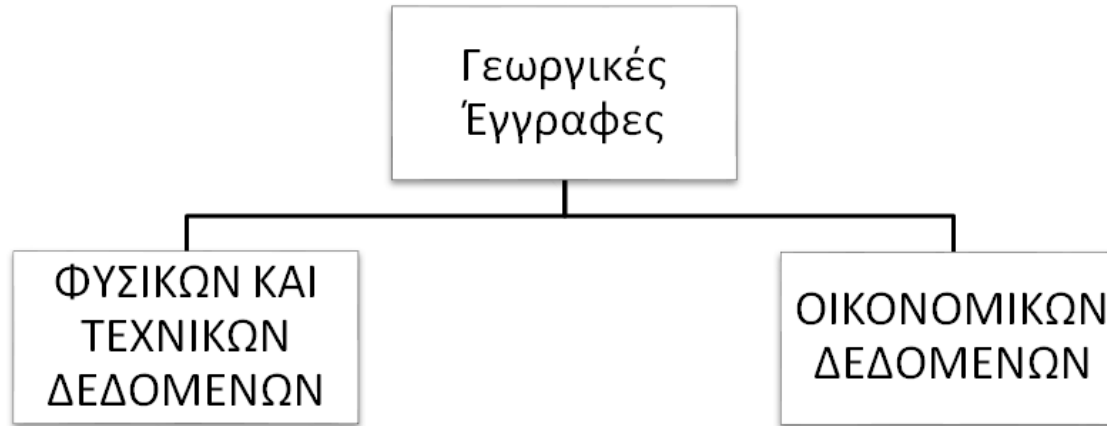 Γεωργικές
Έγγραφες
ΦΥΣΙΚΩΝ ΚΑΙ
ΤΕΧΝΙΚΩΝ
ΔΕΔΟΜΕΝΩΝ
ΟΙΚΟΝΟΜΙΚΩΝ
ΔΕΔΟΜΕΝΩΝ